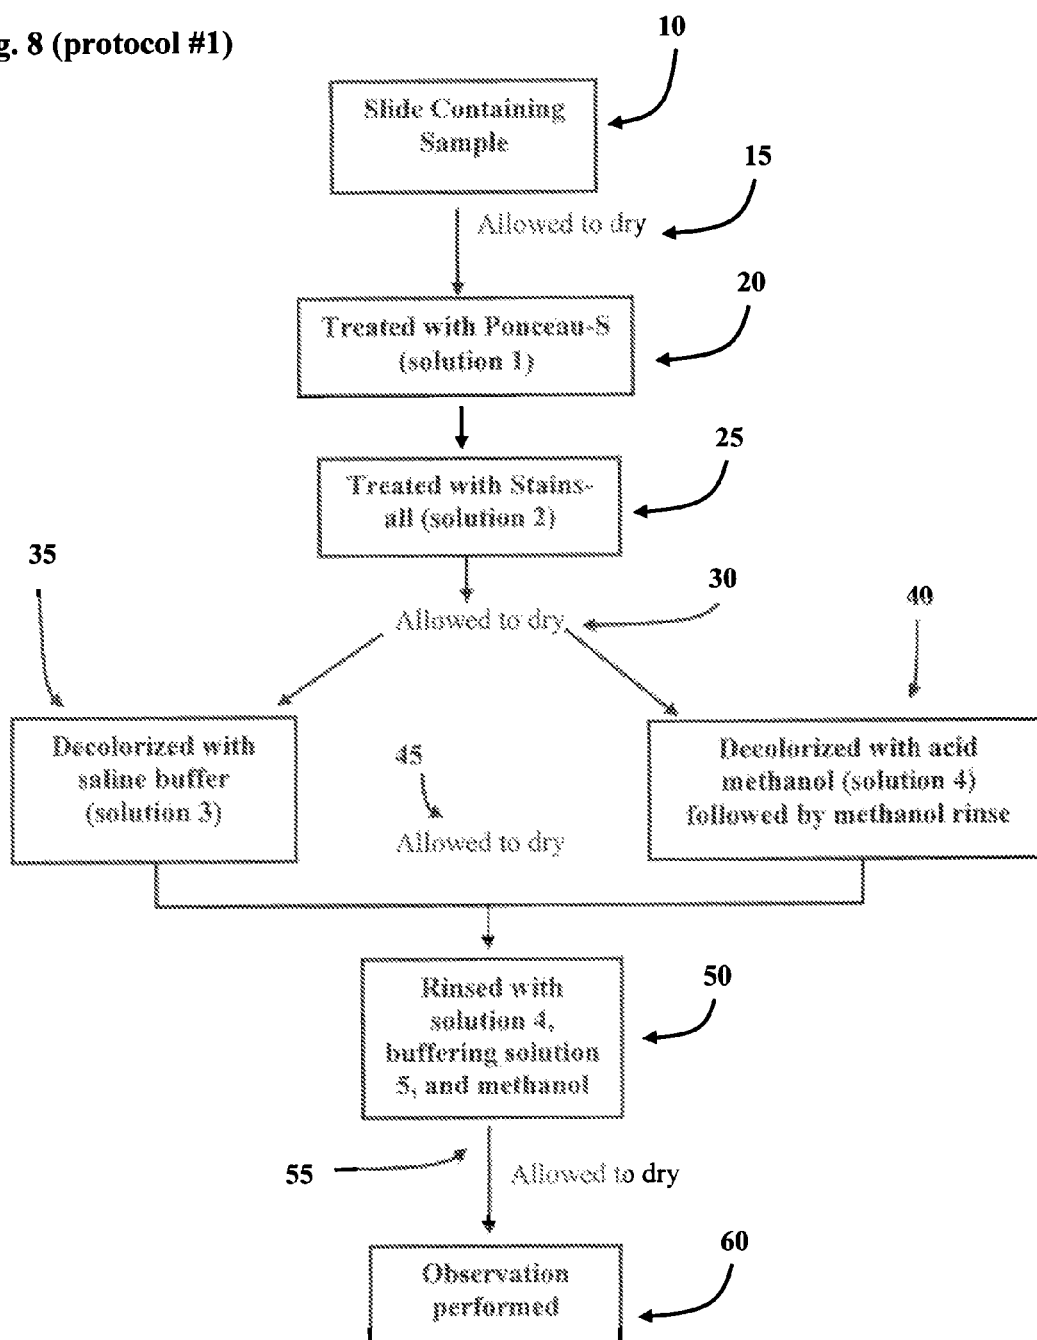 g. 8 (protocol #1)
10
Slide Containing
Sample
15
Allowed to dry
20
Treated with Ponceau-S
(solution 1)
25
Treated with Stains-
all (solution 2)
35
30
40
Allowed to dry
Decolorized with
saline buffer
(solution 3)
45
Allowed to dry
Decolorized with acid
methanol (solution 4)
followed by methanol rinse
50
Rinsed with
solution 4,
buffering solution
5, and methanol
55
Allowed to dry
60
Observation
performed